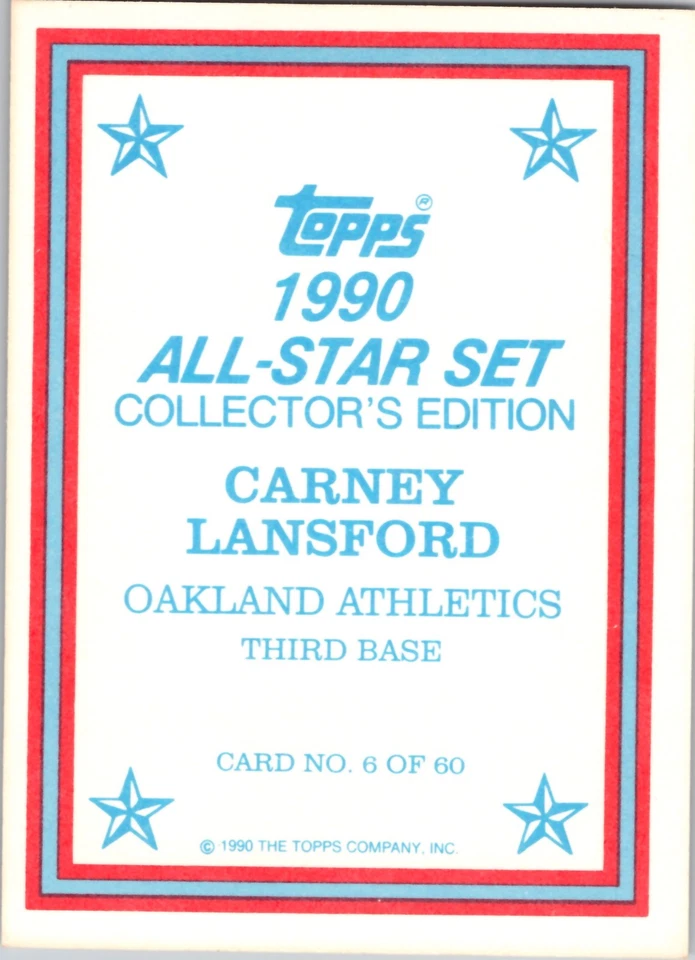 Topps®
1990
ALL-STAR SET
COLLECTOR'S EDITION
CARNEY
LANSFORD
OAKLAND ATHLETICS
THIRD BASE
CARD NO. 6 OF 60
© 1990 THE TOPPS COMPANY, INC.